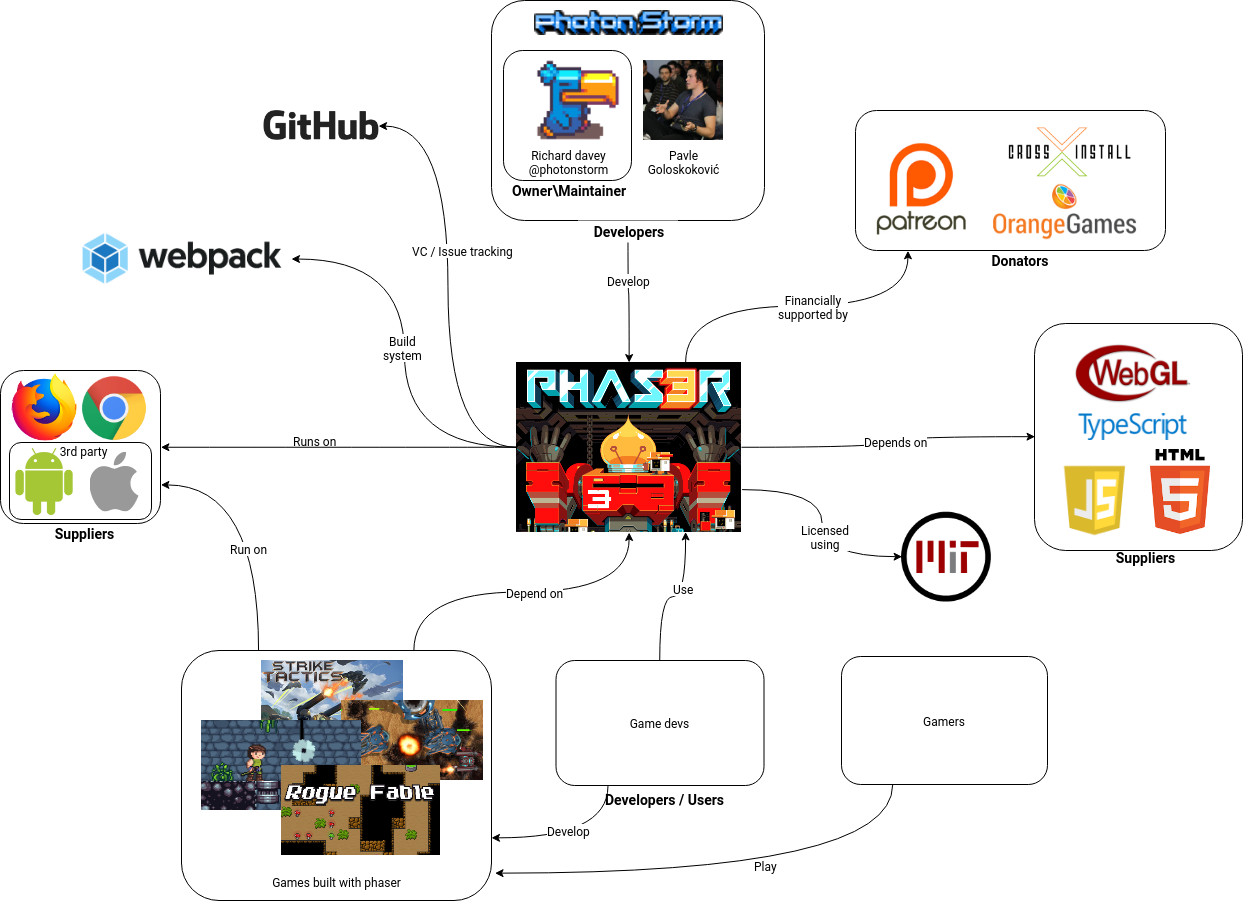 Photon Storm
Richard davey
@photonstorm
Pavle
Goloskoković
Owner\Maintainer
Developers
GitHub
webpack
patreon
CROSS INSTALL
OrangeGames
Donators
VC / Issue tracking
Develop
Financially
supported by
Build
system
PHAS3R
3
WebGL
TypeScript
HTML
JS
5
Suppliers
3rd party
Suppliers
Runs on
Depends on
Licensed
using
MiT
Run on
Depend on
Use
STRIKE
TACTICS
Rogue Fable
Games built with phaser
Game devs
Developers / Users
Gamers
Develop
Play